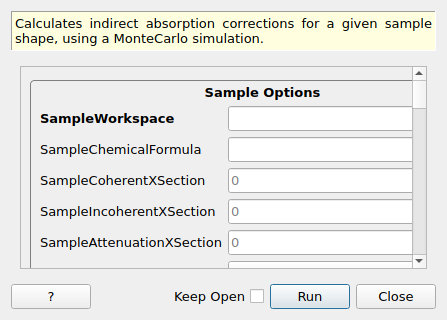 Calculates indirect absorption corrections for a given sample
shape, using a MonteCarlo simulation.
Sample Options
SampleWorkspace
SampleChemicalFormula
SampleCoherentXSection 0
SampleIncoherentXSection 0
SampleAttenuationXSection 0
? Keep Open Run Close